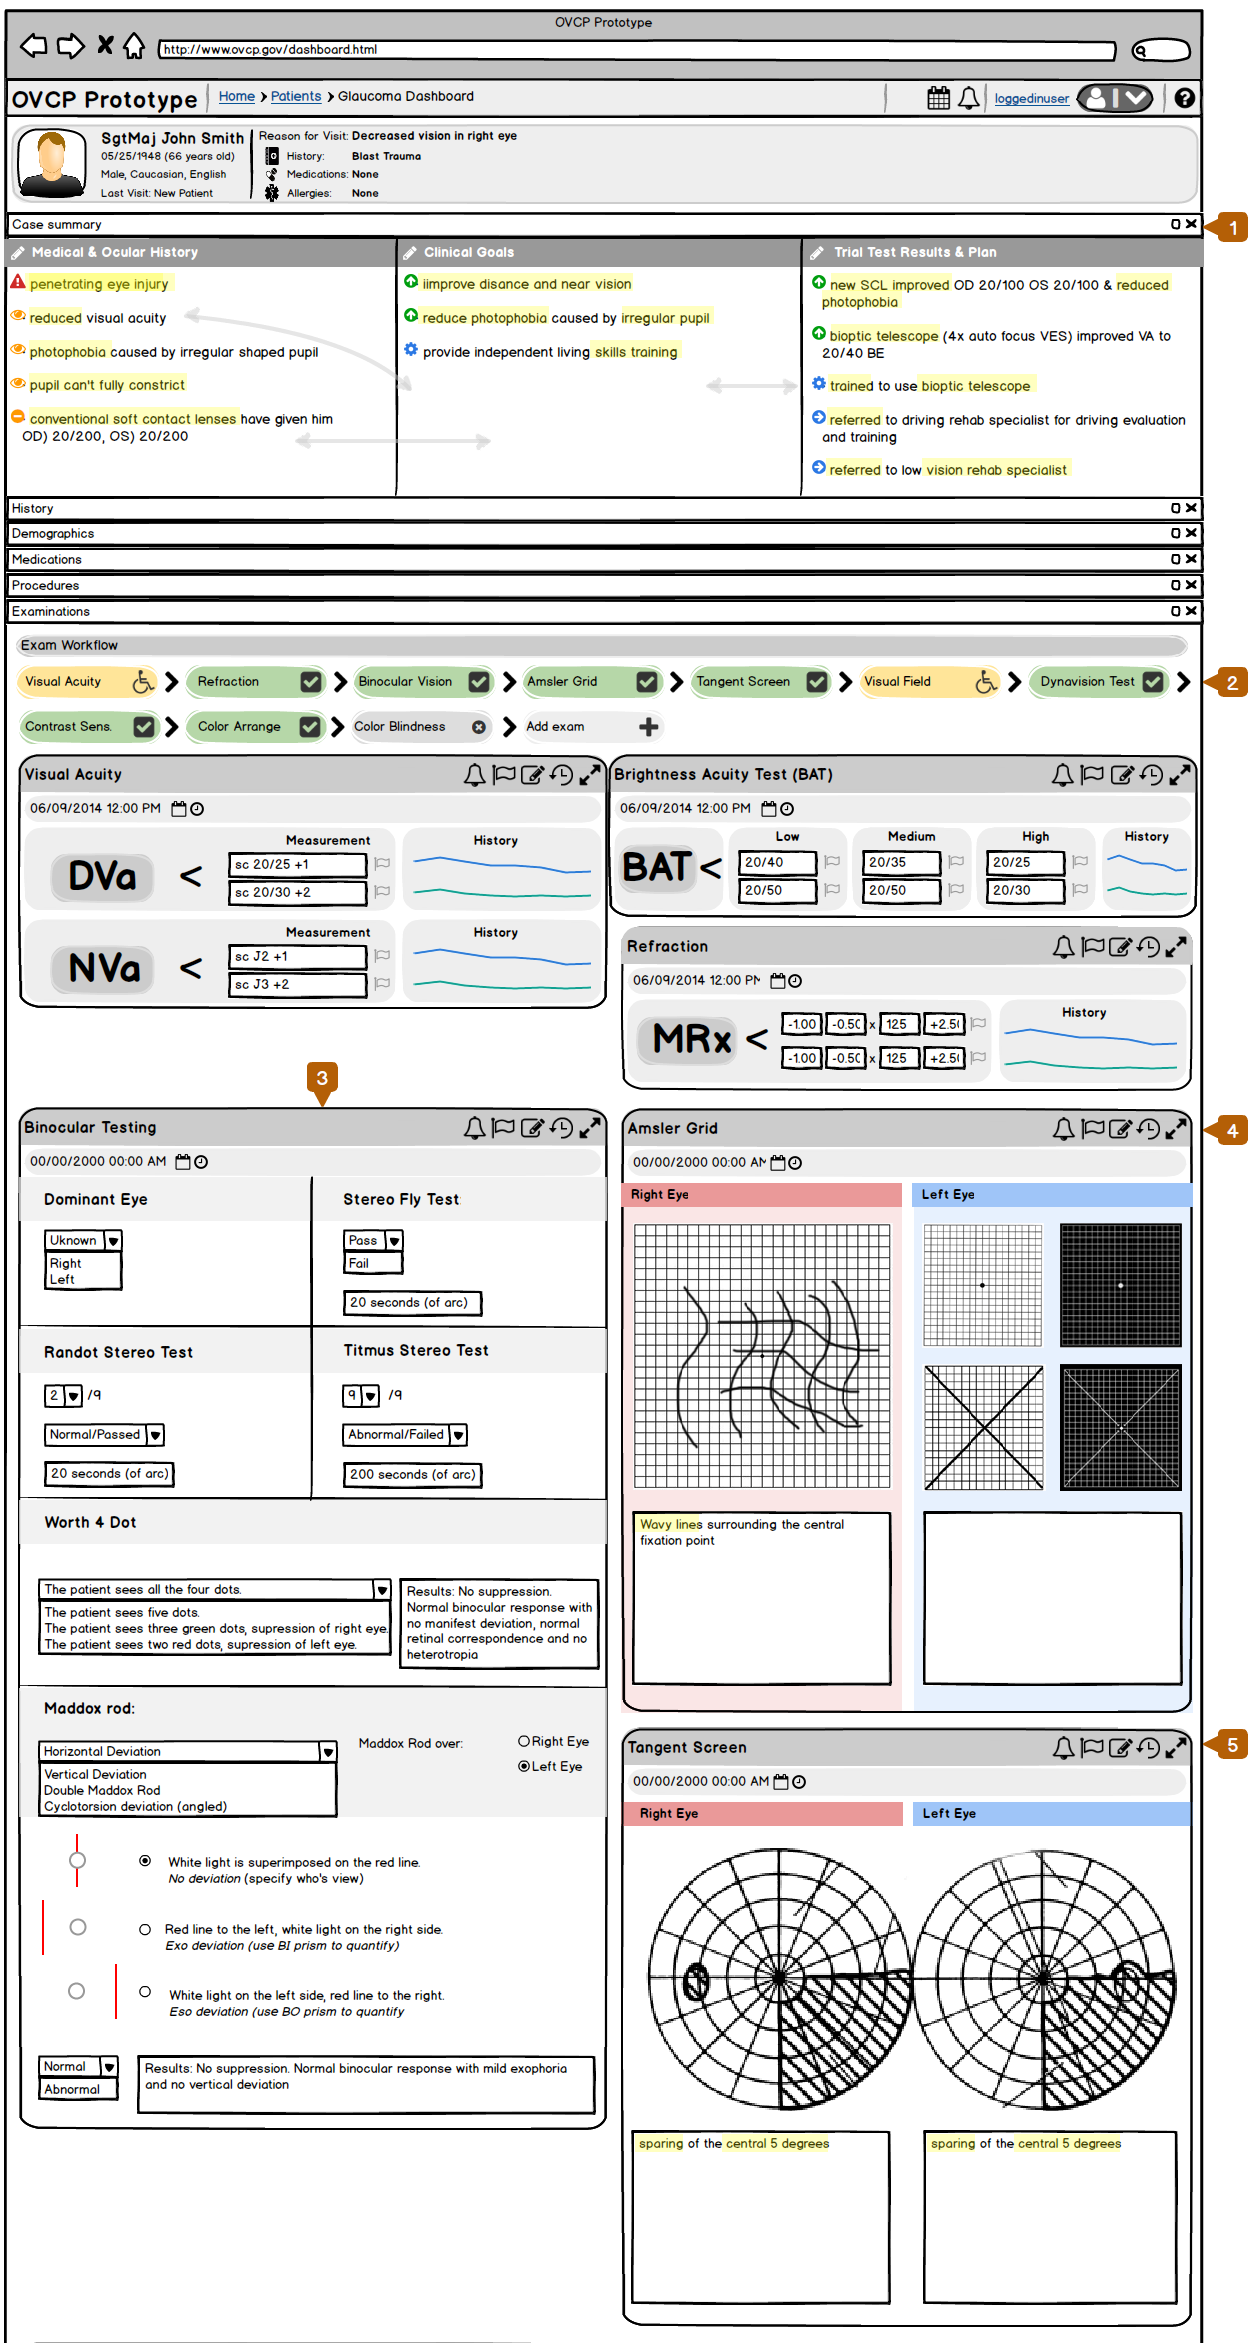 OVCP Prototype
http://www.ovcp.gov/dashboard.html
OVCP Prototype
Home
Patients
Glaucoma Dashboard
loggedinuser
SgtMaj John Smith
05/25/1948 (66 years old)
Male, Caucasian, English
Last Visit: New Patient
Reason for Visit: Decreased vision in right eye
History: Blast Trauma
Medications: None
Allergies: None
Case summary
1
Medical & Ocular History
penetrating eye injury
reduced visual acuity
photophobia caused by irregular shaped pupil
pupil can't fully constrict
conventional soft contact lenses have given him
OD) 20/200, OS) 20/200
Clinical Goals
iimprove disance and near vision
reduce photophobia caused by irregular pupil
provide independent living skills training
Trial Test Results & Plan
new SCL improved OD 20/100 OS 20/100 & reduced
photophobia
bioptic telescope (4x auto focus VES) improved VA to
20/40 BE
trained to use bioptic telescope
referred to driving rehab specialist for driving evaluation
and training
referred to low vision rehab specialist
History
Demographics
Medications
Procedures
Examinations
Exam Workflow
Visual Acuity
Refraction
Binocular Vision
Amsler Grid
Tangent Screen
Visual Field
Dynavision Test
2
Contrast Sens.
Color Arrange
Color Blindness
Add exam
Visual Acuity
06/09/2014 12:00 PM
DVa <
Measurement
sc 20/25 +1
sc 20/30 +2
History
NVa <
Measurement
sc J2 +1
sc J3 +2
History
Brightness Acuity Test (BAT)
06/09/2014 12:00 PM
BAT <
Low
20/40
20/50
Medium
20/35
20/50
High
20/25
20/30
History
Refraction
06/09/2014 12:00 PM
MRx <
-1.00 -0.50 x 125 +2.50
-1.00 -0.50 x 125 +2.50
History
3
Binocular Testing
00/00/2000 00:00 AM
Dominant Eye
Uknown
Right
Left
Stereo Fly Test:
Pass
Fail
20 seconds (of arc)
Randot Stereo Test
2 /9
Normal/Passed
20 seconds (of arc)
Titmus Stereo Test
9 /9
Abnormal/Failed
200 seconds (of arc)
Worth 4 Dot
The patient sees all the four dots.
The patient sees five dots.
The patient sees three green dots, supression of right eye.
The patient sees two red dots, supression of left eye.
Results: No suppression.
Normal binocular response with
no manifest deviation, normal
retinal correspondence and no
heterotropia
Maddox rod:
Horizontal Deviation
Vertical Deviation
Double Maddox Rod
Cyclotorsion deviation (angled)
Maddox Rod over:
Right Eye
Left Eye
White light is superimposed on the red line.
No deviation (specify who's view)
Red line to the left, white light on the right side.
Exo deviation (use BI prism to quantify)
White light on the left side, red line to the right.
Eso deviation (use BO prism to quantify
Normal
Abnormal
Results: No suppression. Normal binocular response with mild exophoria
and no vertical deviation
4
Amsler Grid
00/00/2000 00:00 AM
Right Eye
Left Eye
Wavy lines surrounding the central
fixation point
5
Tangent Screen
00/00/2000 00:00 AM
Right Eye
Left Eye
sparing of the central 5 degrees
sparing of the central 5 degrees